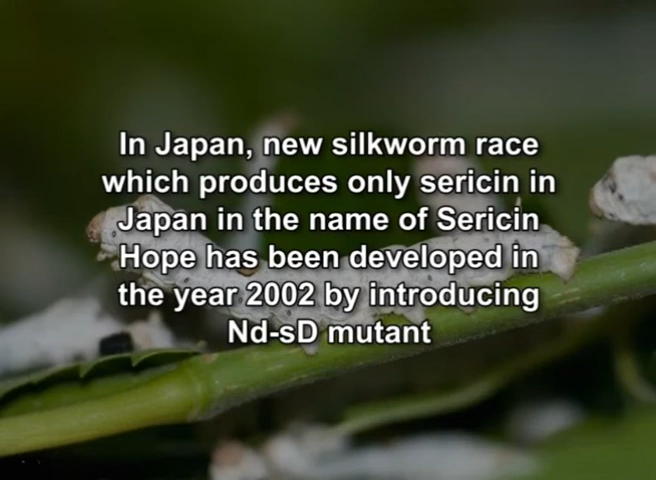 In Japan, new silkworm race
which produces only sericin in
Japan in the name of Sericin
Hope has been developed in
the year 2002 by introducing
Nd-sD mutant